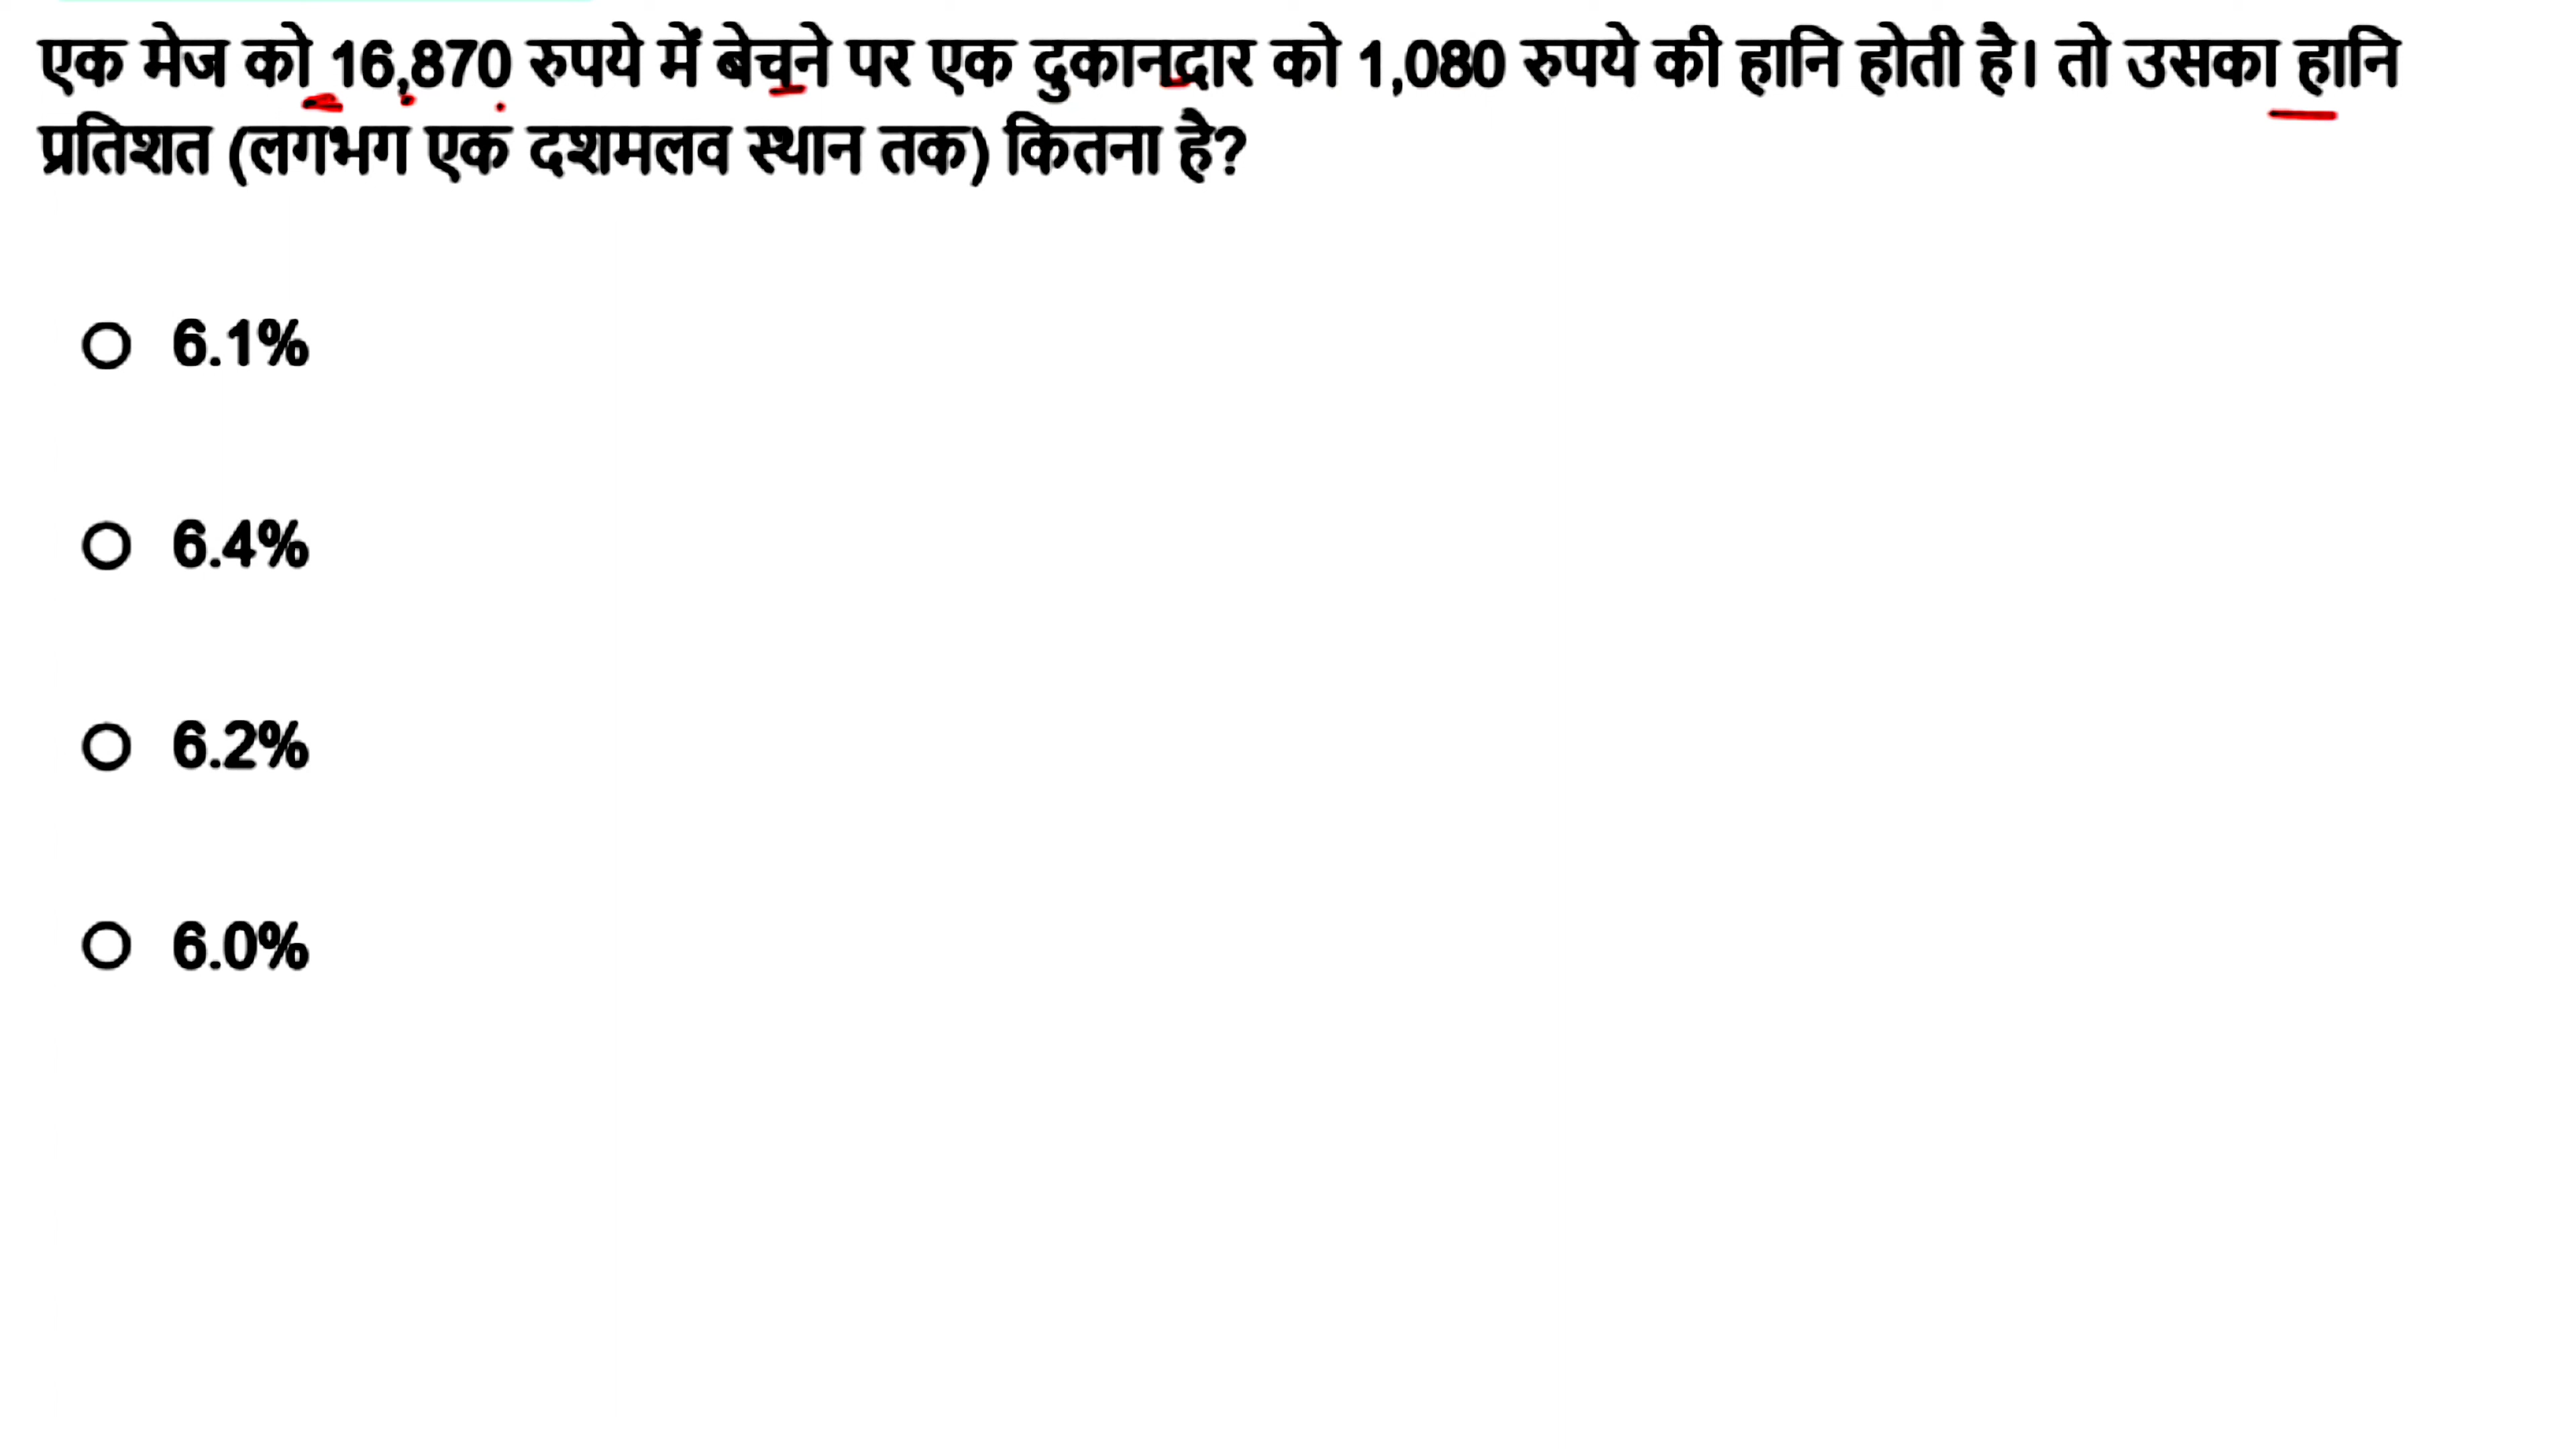 एक मेज को 16,870 रुपये में बेचने पर एक दुकानदार को 1,080 रुपये की हानि होती है। तो उसका हानि
प्रतिशत (लगभग एक दशमलव स्थान तक) कितना है?
6.1%
6.4%
6.2%
6.0%